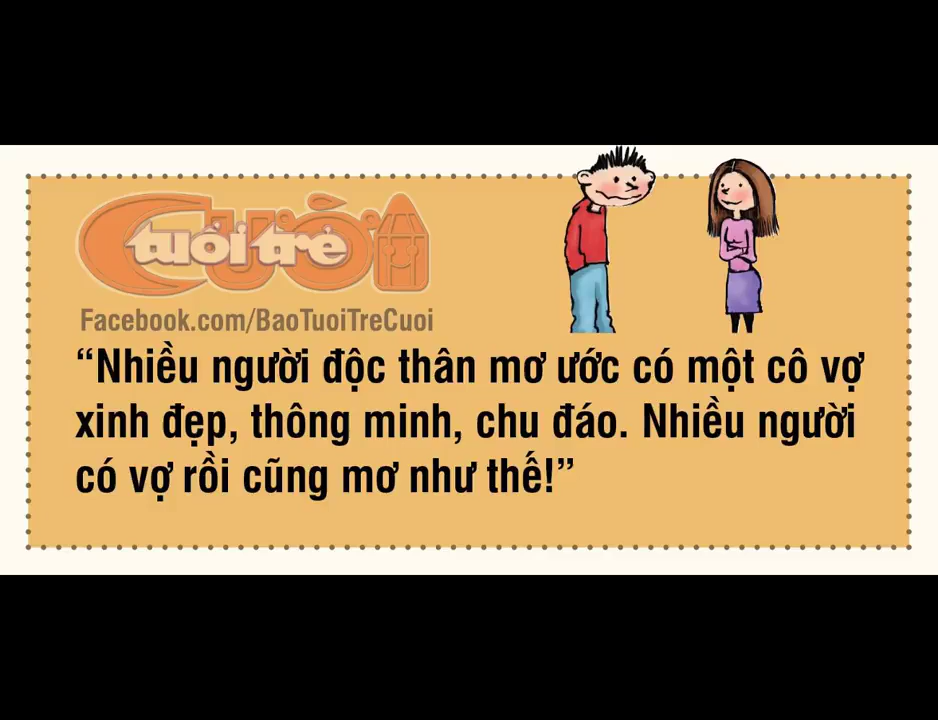 CƯỜI
tuổi trẻ
Facebook.com/BaoTuoiTreCuoi
“Nhiều người độc thân mơ ước có một cô vợ
xinh đẹp, thông minh, chu đáo. Nhiều người
có vợ rồi cũng mơ như thế!”